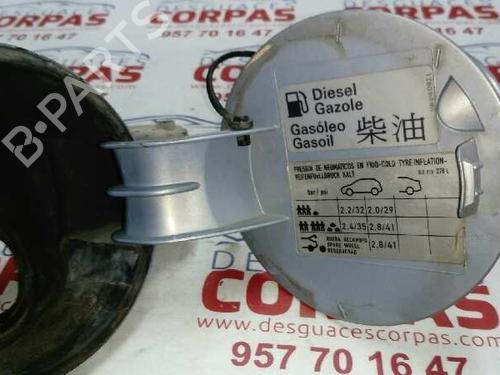 DESGUACES
CORPAS
957 70 16 47
CORPAS
957 70 16 47
B-Parts
Diesel
Gazole
Gasóleo
Gasoil
柴油
PRESION DE NEUMATICOS EN FRIO-COLD TYRE INFLATION-
REIFENFÜLLDRUCK KALT
bar / psi
2.2/32 2.0/29
2.4/35 2.8/41
RUEDA RECAMBIO
SPARE WHEEL
RESERVERAD
2.8/41
CORPAS
www.desguacescorpas.com
957 70 16 47
CORPAS